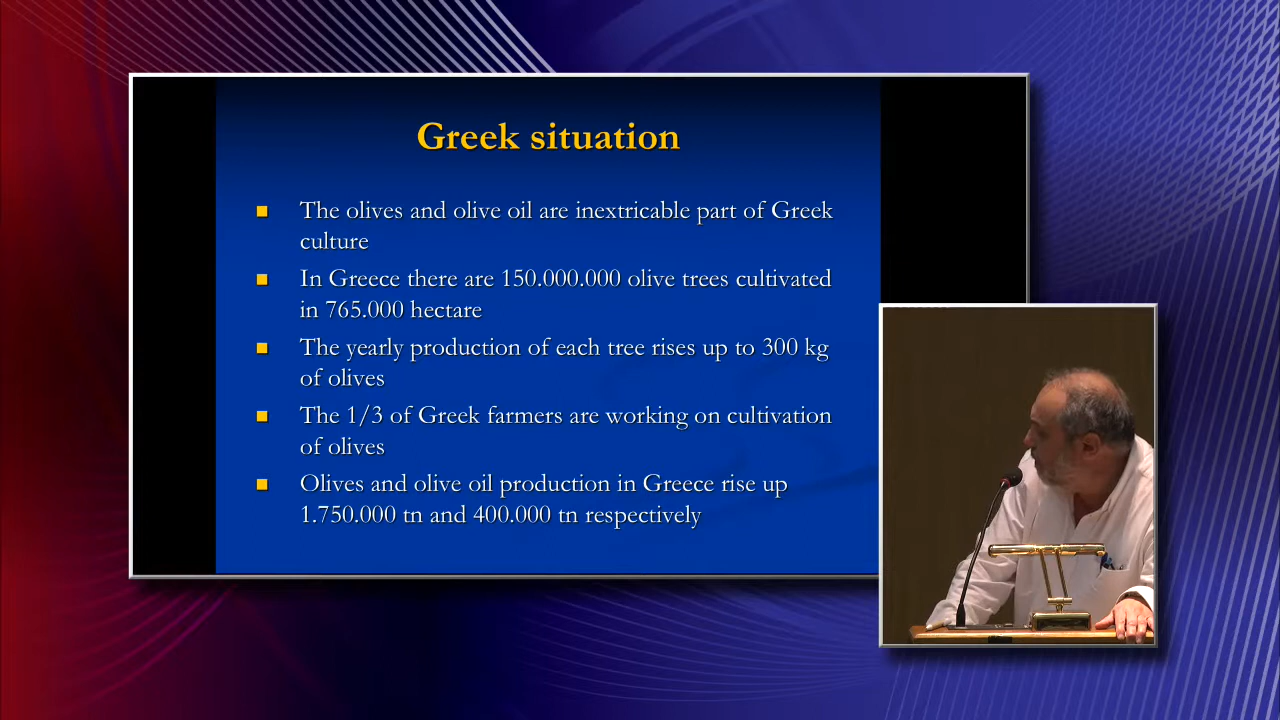 Greek situation
The olives and olive oil are inextricable part of Greek
culture
In Greece there are 150.000.000 olive trees cultivated
in 765.000 hectare
The yearly production of each tree rises up to 300 kg
of olives
The 1/3 of Greek farmers are working on cultivation
of olives
Olives and olive oil production in Greece rise up
1.750.000 tn and 400.000 tn respectively